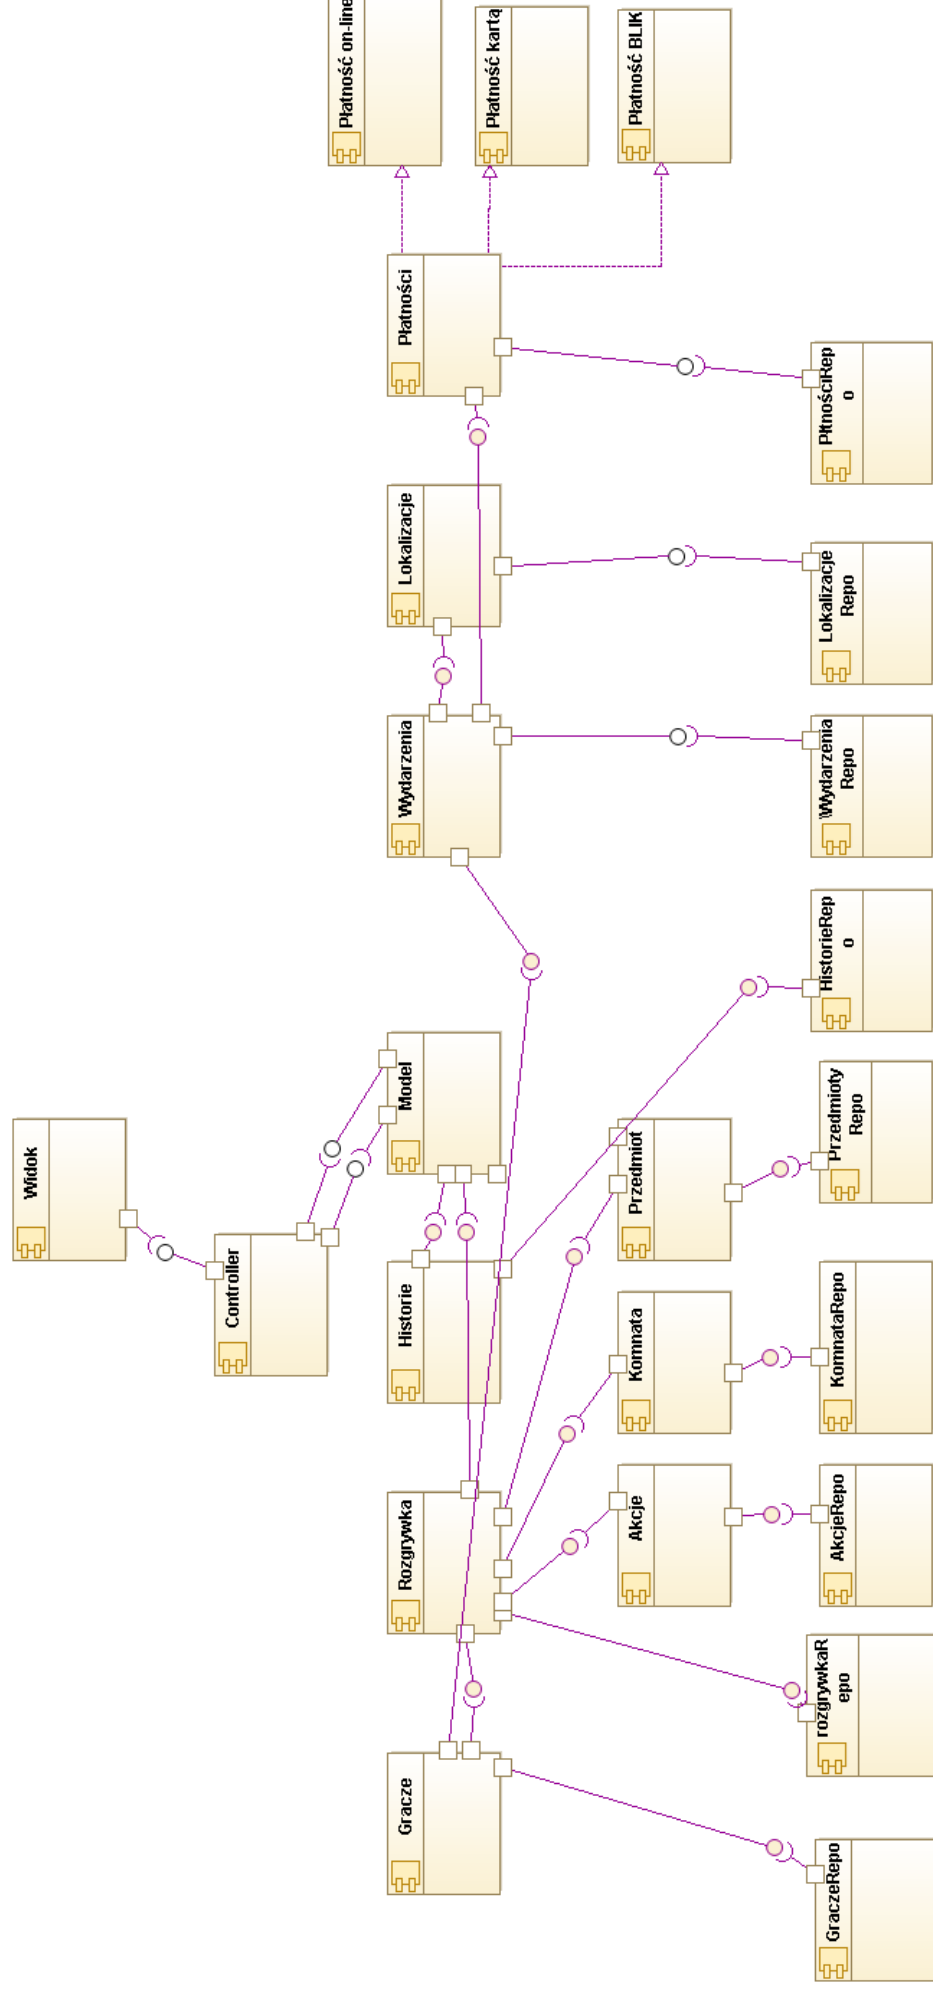 Widok
Controller
Płatność on-line
Gracze
Rozgrywka
Historie
Model
Wydarzenia
Lokalizacje
Płatności
Płatność kartą
Akcje
Komnata
Przedmiot
Płatność BLIK
GraczeRepo
rozgrywkaR
epo
AkcjeRepo
KomnataRepo
Przedmioty
Repo
HistorieRep
o
Wydarzenia
Repo
Lokalizacje
Repo
PłtnościRep
o